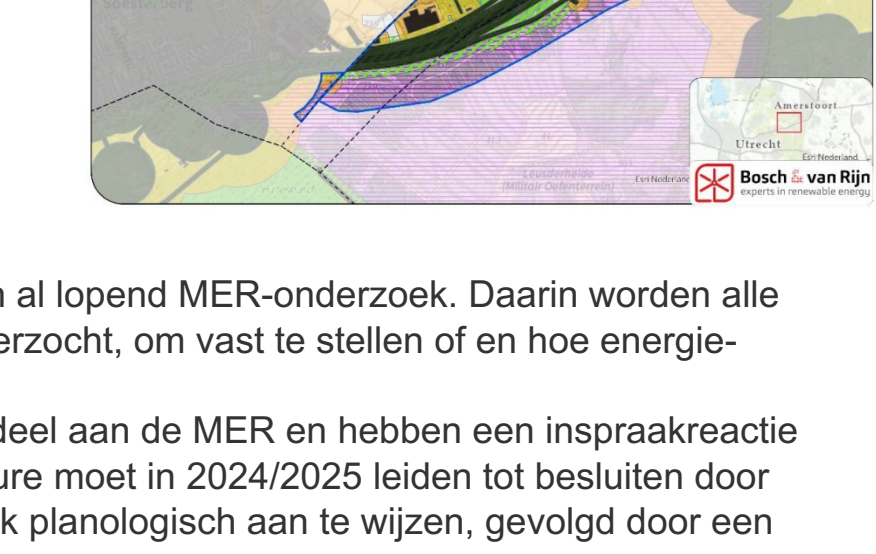 Soesterberg
Amersfoort
Utrecht
Esri Nederland
Leusderheide
(Militair Oefenterrein)
Esri Nederland
Bosch & van Rijn
experts in renewable energy
n al lopend MER-onderzoek. Daarin worden alle
erzocht, om vast te stellen of en hoe energie-
deel aan de MER en hebben een inspraakreactie
ure moet in 2024/2025 leiden tot besluiten door
k planologisch aan te wijzen, gevolgd door een